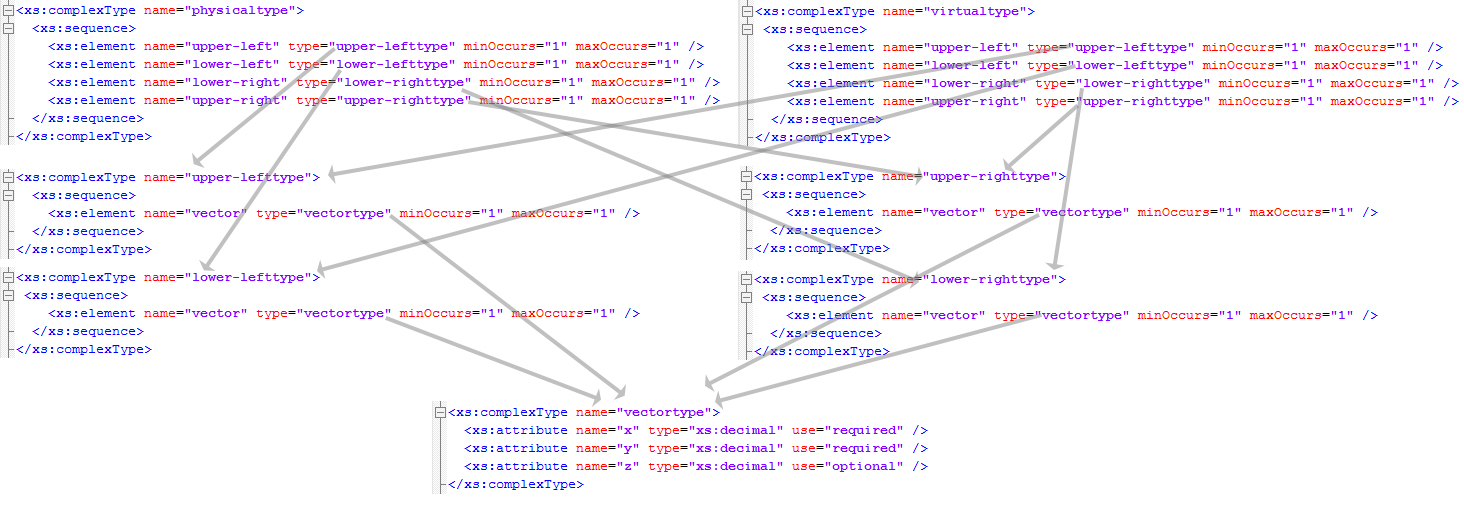 <xs:complexType name="physicaltype">
<xs:sequence>
<xs:element name="upper-left" type="upper-lefttype" minOccurs="1" maxOccurs="1" />
<xs:element name="lower-left" type="lower-lefttype" minOccurs="1" maxOccurs="1" />
<xs:element name="lower-right" type="lower-righttype" minOccurs="1" maxOccurs="1" />
<xs:element name="upper-right" type="upper-righttype" minOccurs="1" maxOccurs="1" />
</xs:sequence>
</xs:complexType>
<xs:complexType name="virtualtype">
<xs:sequence>
<xs:element name="upper-left" type="upper-lefttype" minOccurs="1" maxOccurs="1" />
<xs:element name="lower-left" type="lower-lefttype" minOccurs="1" maxOccurs="1" />
<xs:element name="lower-right" type="lower-righttype" minOccurs="1" maxOccurs="1" />
<xs:element name="upper-right" type="upper-righttype" minOccurs="1" maxOccurs="1" />
</xs:sequence>
</xs:complexType>
<xs:complexType name="upper-lefttype">
<xs:sequence>
<xs:element name="vector" type="vectortype" minOccurs="1" maxOccurs="1" />
</xs:sequence>
</xs:complexType>
<xs:complexType name="upper-righttype">
<xs:sequence>
<xs:element name="vector" type="vectortype" minOccurs="1" maxOccurs="1" />
</xs:sequence>
</xs:complexType>
<xs:complexType name="lower-lefttype">
<xs:sequence>
<xs:element name="vector" type="vectortype" minOccurs="1" maxOccurs="1" />
</xs:sequence>
</xs:complexType>
<xs:complexType name="lower-righttype">
<xs:sequence>
<xs:element name="vector" type="vectortype" minOccurs="1" maxOccurs="1" />
</xs:sequence>
</xs:complexType>
<xs:complexType name="vectortype">
<xs:attribute name="x" type="xs:decimal" use="required" />
<xs:attribute name="y" type="xs:decimal" use="required" />
<xs:attribute name="z" type="xs:decimal" use="optional" />
</xs:complexType>